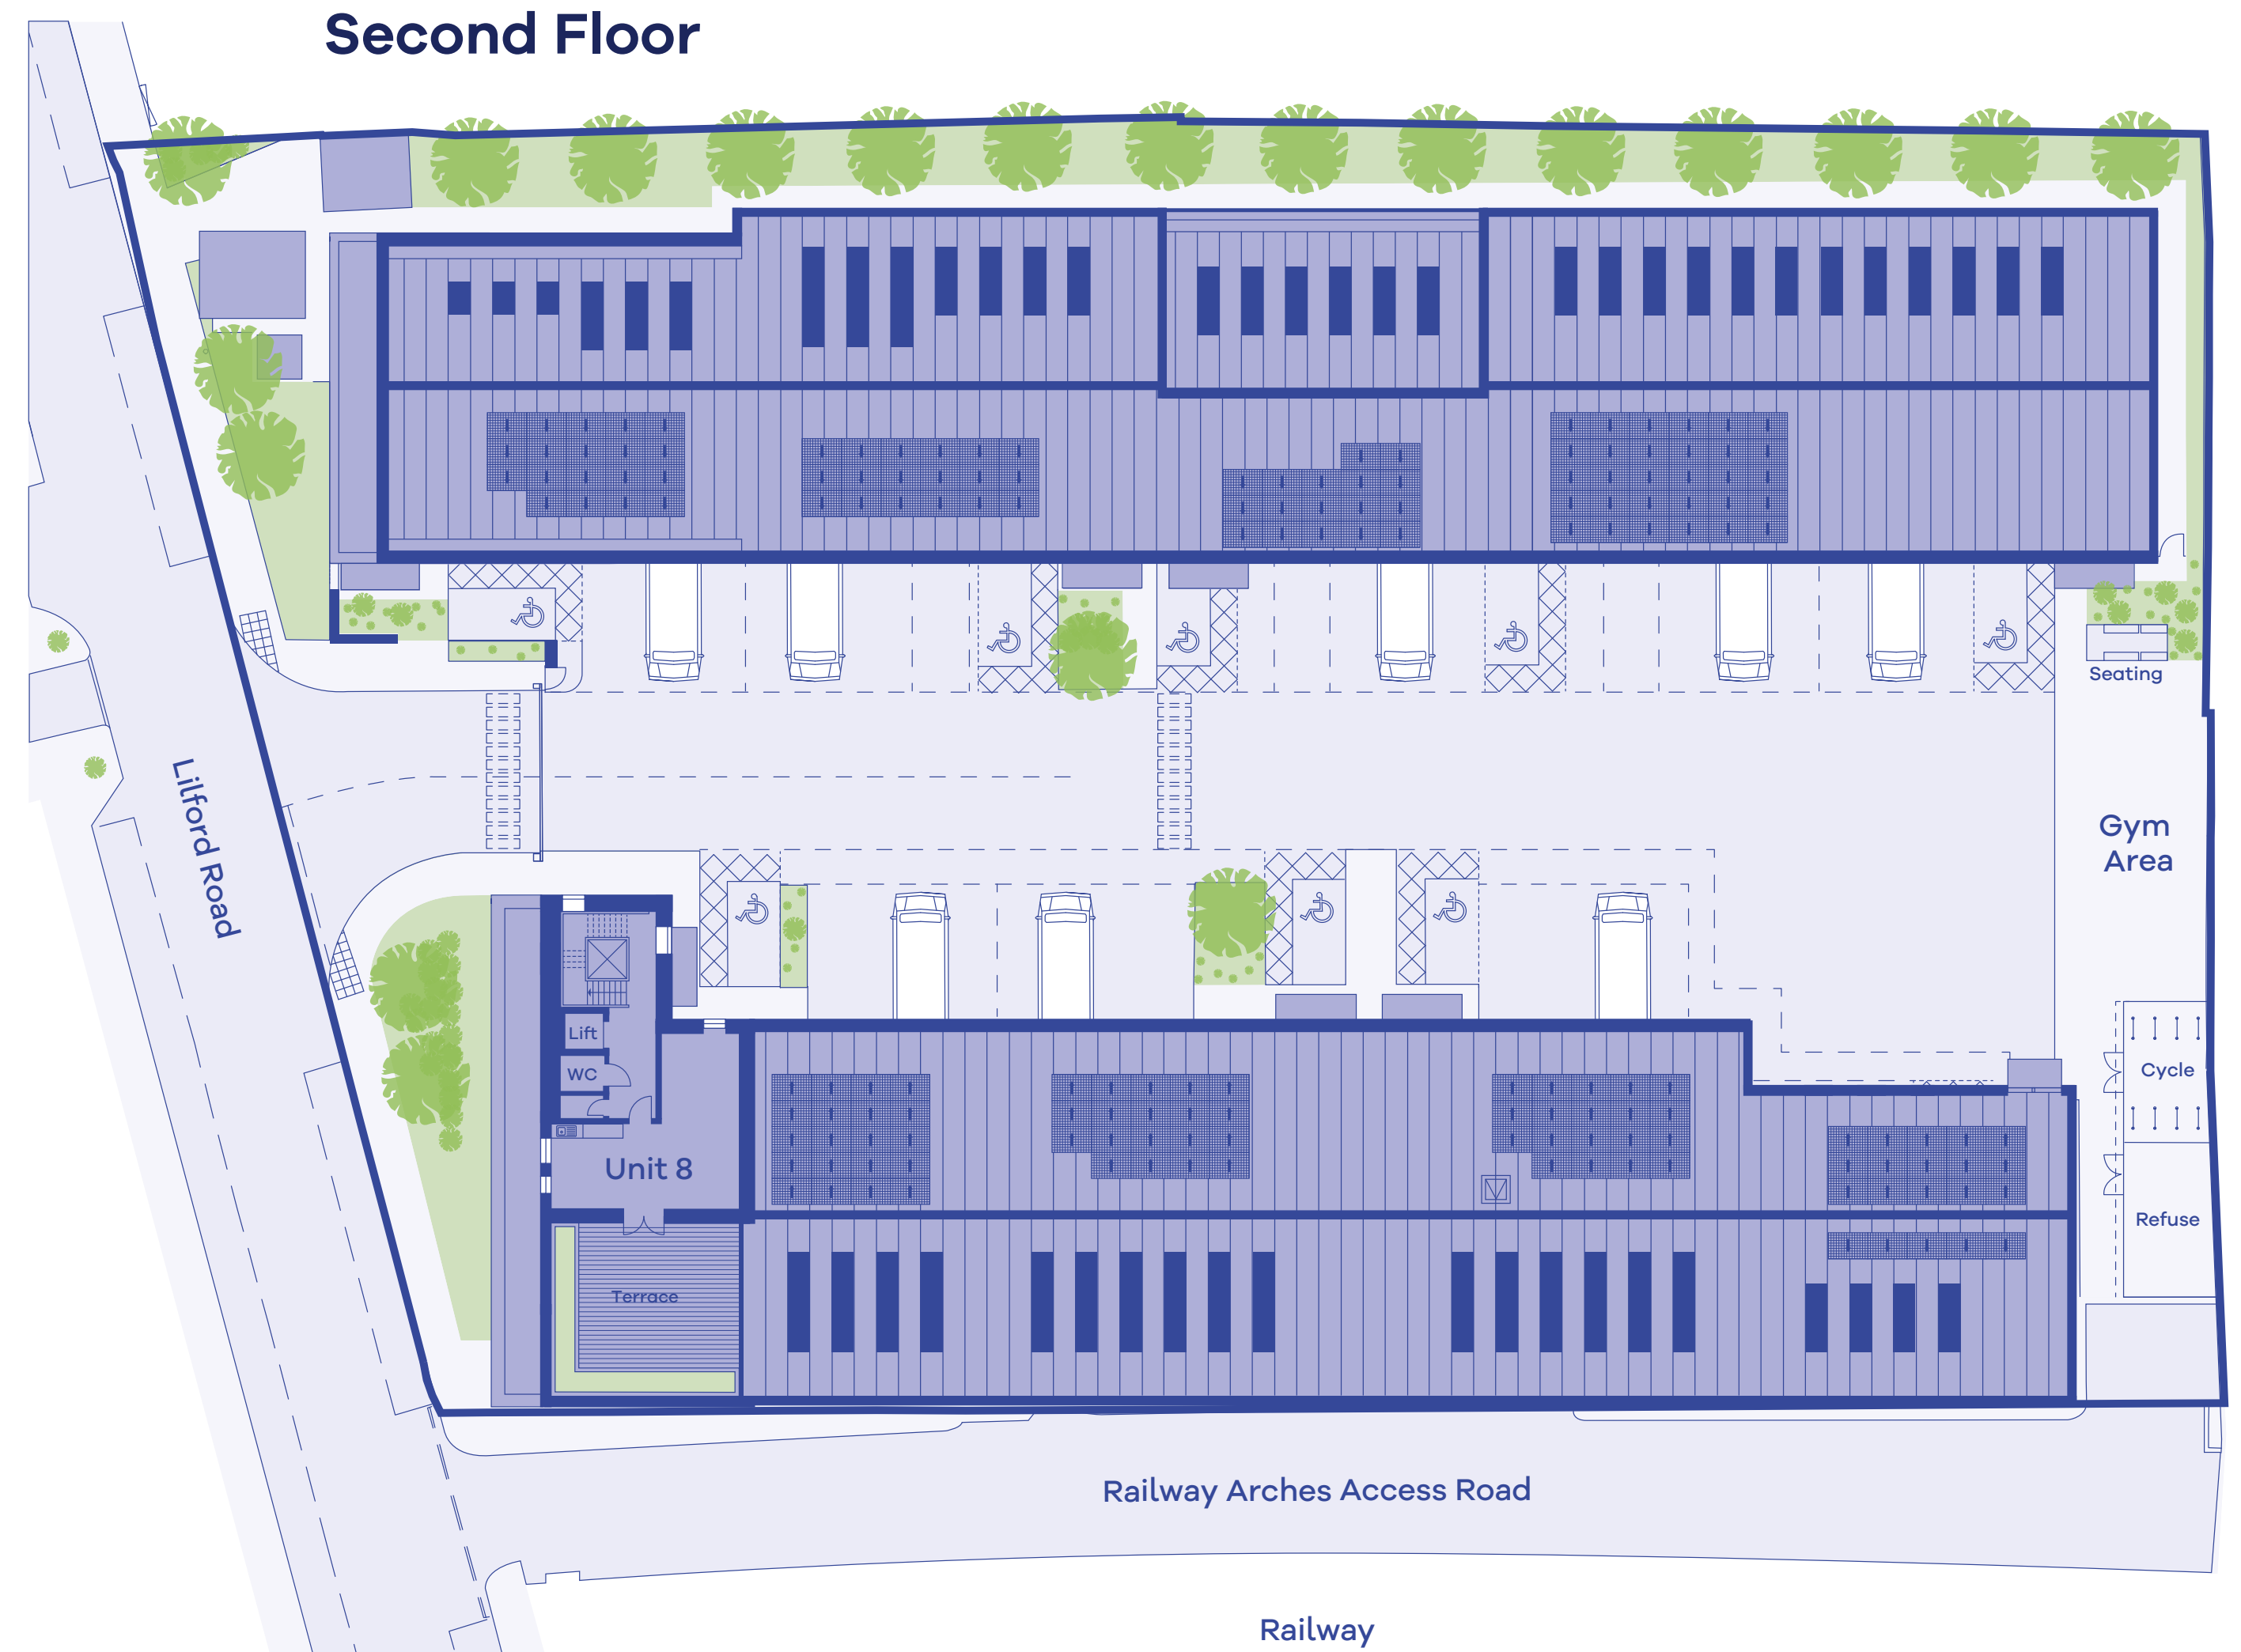 Second Floor
Seating
Lilford Road
Gym
Area
Lift
WC
Cycle
Unit 8
Refuse
Terrace
Railway Arches Access Road
Railway